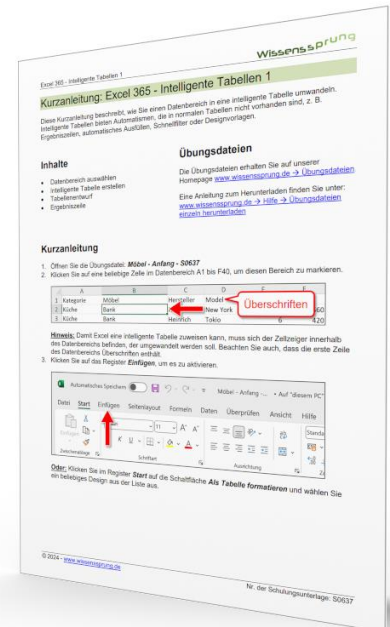 Wissenssprung
Excel 365 - Intelligente Tabellen 1
Kurzanleitung: Excel 365 - Intelligente Tabellen 1
Diese Kurzanleitung beschreibt, wie Sie einen Datenbereich in eine intelligente Tabelle umwandeln.
Intelligente Tabellen bieten Automatismen, die in normalen Tabellen nicht vorhanden sind, z. B.
Ergebniszeilen, automatisches Ausfüllen, Schnellfilter oder Designvorlagen.
Inhalte
• Datenbereich auswählen
• Intelligente Tabelle erstellen
• Tabellenentwurf
• Ergebniszeile
Übungsdateien
Die Übungsdateien erhalten Sie auf unserer
Homepage www.wissenssprung.de → Übungsdateien
Eine Anleitung zum Herunterladen finden Sie unter:
www.wissenssprung.de → Hilfe → Übungsdateien
einzeln herunterladen
Kurzanleitung
1. Öffnen Sie die Übungsdatei: Möbel - Anfang - S0637
2. Klicken Sie auf eine beliebige Zelle im Datenbereich A1 bis F40, um diesen Bereich zu markieren.
A B C D E F
1 Kategorie Möbel Hersteller Model
Überschriften
2 Küche Bank New York 60
3 Küche Bank Heinrich Tokio 6 420
Hinweis: Damit Excel eine intelligente Tabelle zuweisen kann, muss sich der Zellzeiger innerhalb
des Datenbereichs befinden, der umgewandelt werden soll. Beachten Sie auch, dass die erste Zeile
des Datenbereichs Überschriften enthält.
3. Klicken Sie auf das Register Einfügen, um es zu aktivieren.
Automatisches Speichern Möbel - Anfang -... • Auf "diesem PC"
Datei Start Einfügen Seitenlayout Formeln Daten Überprüfen Ansicht Hilfe
Einfügen 11 A A Standa
F K U A
Zwischenablage Schriftart Ausrichtung
Oder: Klicken Sie im Register Start auf die Schaltfläche Als Tabelle formatieren und wählen Sie
ein beliebiges Design aus der Liste aus.
© 2024 - www.wissenssprung.de
Nr. der Schulungsunterlage: S0637